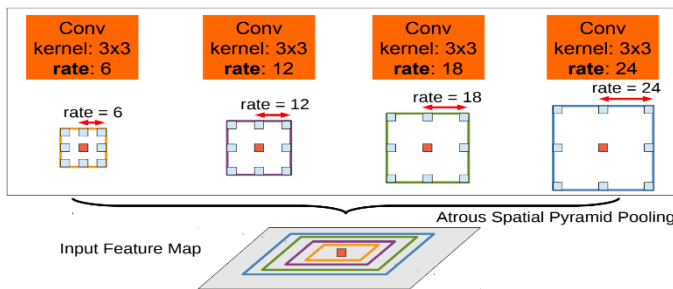 Conv
kernel: 3x3
rate: 6
Conv
kernel: 3x3
rate: 12
Conv
kernel: 3x3
rate: 18
Conv
kernel: 3x3
rate: 24
rate = 6
rate = 12
rate = 18
rate = 24
Atrous Spatial Pyramid Pooling
Input Feature Map